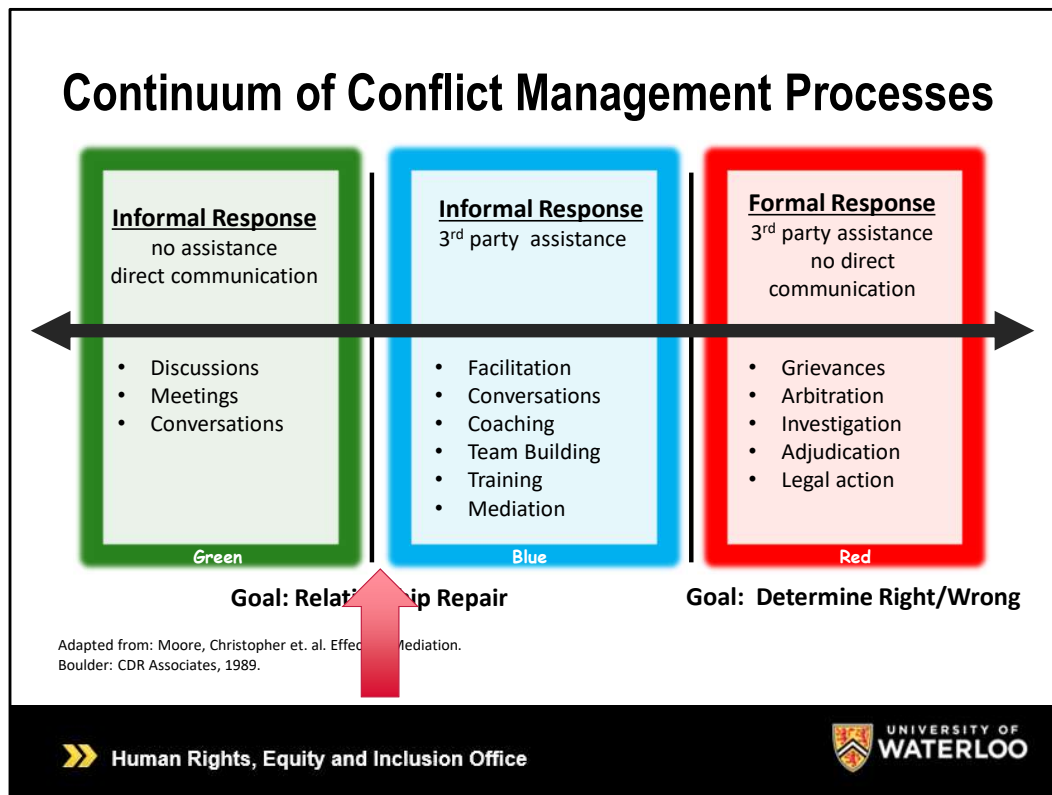 Continuum of Conflict Management Processes
Informal Response
no assistance
direct communication
• Discussions
• Meetings
• Conversations
Green
Informal Response
3rd party assistance
• Facilitation
• Conversations
• Coaching
• Team Building
• Training
• Mediation
Blue
Formal Response
3rd party assistance
no direct
communication
• Grievances
• Arbitration
• Investigation
• Adjudication
• Legal action
Red
Goal: Relati ip Repair
Goal: Determine Right/Wrong
Adapted from: Moore, Christopher et. al. Effec Mediation.
Boulder: CDR Associates, 1989.
Human Rights, Equity and Inclusion Office
UNIVERSITY OF
WATERLOO